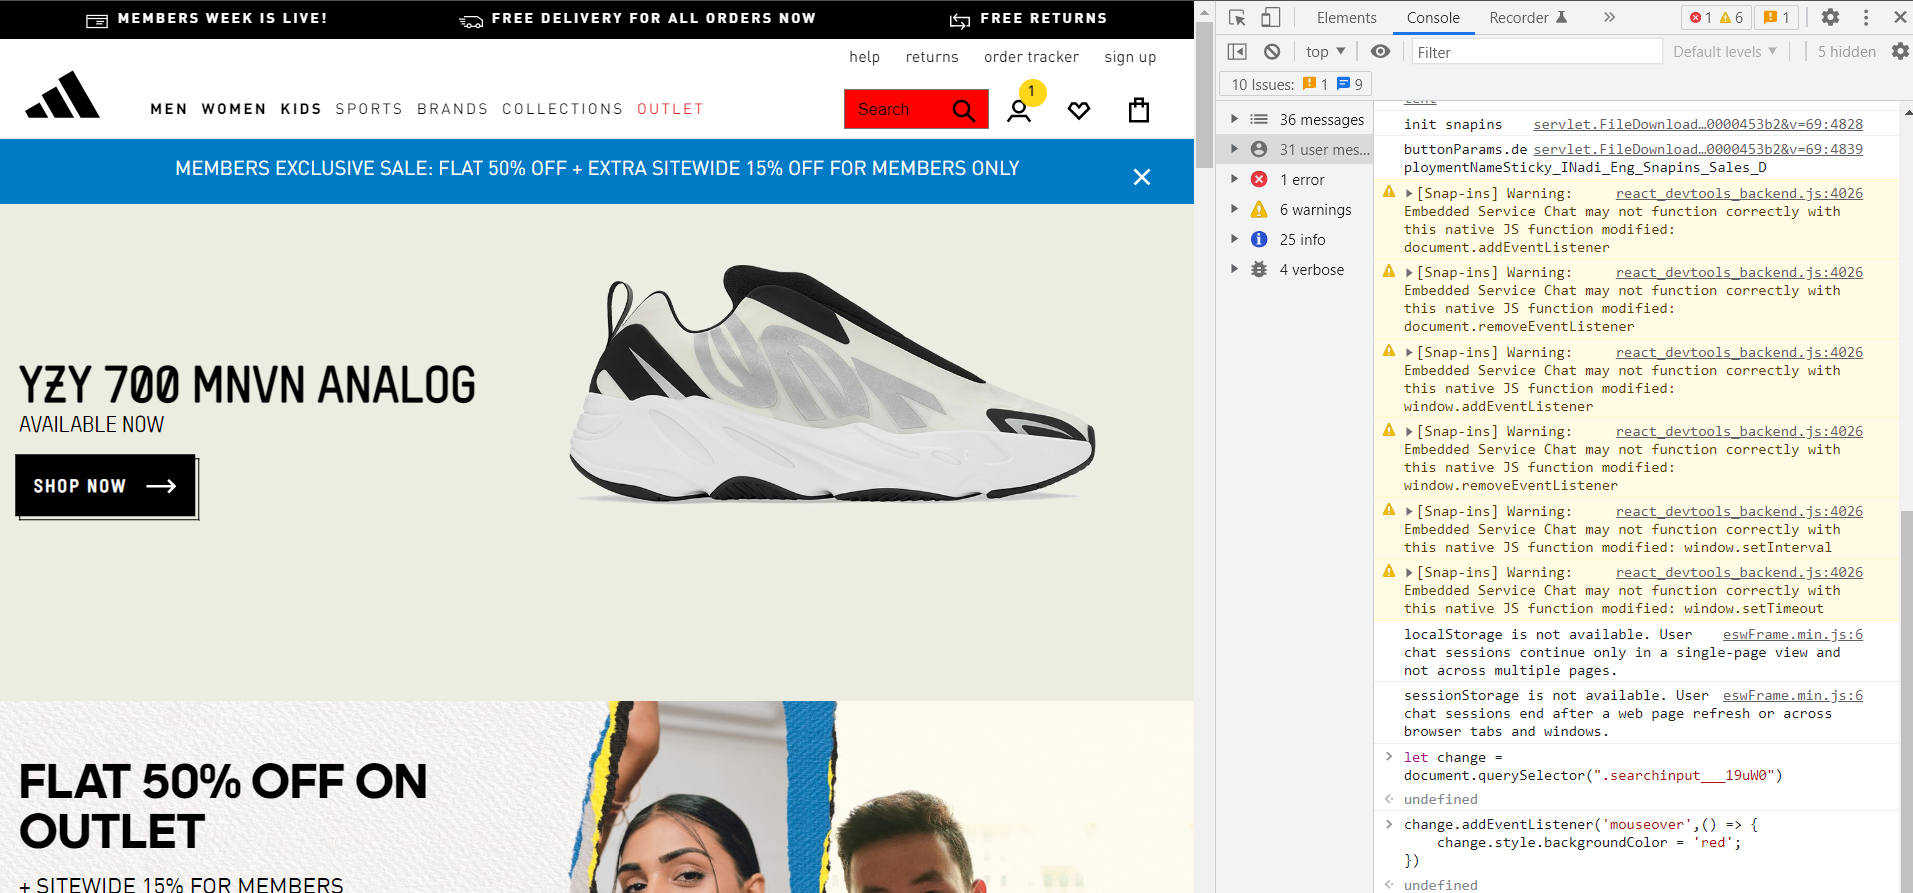 MEMBERS WEEK IS LIVE!
FREE DELIVERY FOR ALL ORDERS NOW
FREE RETURNS
help returns order tracker sign up
MEN WOMEN KIDS SPORTS BRANDS COLLECTIONS OUTLET
Search
1
MEMBERS EXCLUSIVE SALE: FLAT 50% OFF + EXTRA SITEWIDE 15% OFF FOR MEMBERS ONLY
YZY 700 MNVN ANALOG
AVAILABLE NOW
SHOP NOW
FLAT 50% OFF ON
OUTLET
+ SITEWIDE 15% FOR MEMBERS
Elements Console Recorder 1 6 1
top Filter Default levels 5 hidden
10 Issues: 1 9
36 messages
31 user mes...
1 error
6 warnings
25 info
4 verbose
init snapins servlet.FileDownload…0000453b2&v=69:4828
buttonParams.de servlet.FileDownload…0000453b2&v=69:4839
ploymentNameSticky_INadi_Eng_Snapins_Sales_D
[Snap-ins] Warning: react_devtools_backend.js:4026
Embedded Service Chat may not function correctly with
this native JS function modified:
document.addEventListener
[Snap-ins] Warning: react_devtools_backend.js:4026
Embedded Service Chat may not function correctly with
this native JS function modified:
document.removeEventListener
[Snap-ins] Warning: react_devtools_backend.js:4026
Embedded Service Chat may not function correctly with
this native JS function modified:
window.addEventListener
[Snap-ins] Warning: react_devtools_backend.js:4026
Embedded Service Chat may not function correctly with
this native JS function modified:
window.removeEventListener
[Snap-ins] Warning: react_devtools_backend.js:4026
Embedded Service Chat may not function correctly with
this native JS function modified: window.setInterval
[Snap-ins] Warning: react_devtools_backend.js:4026
Embedded Service Chat may not function correctly with
this native JS function modified: window.setTimeout
localStorage is not available. User eswFrame.min.js:6
chat sessions continue only in a single-page view and
not across multiple pages.
sessionStorage is not available. User eswFrame.min.js:6
chat sessions end after a web page refresh or across
browser tabs and windows.
let change =
document.querySelector(".searchinput___19uW0")
undefined
change.addEventListener('mouseover',() => {
change.style.backgroundColor = 'red';
})
undefined